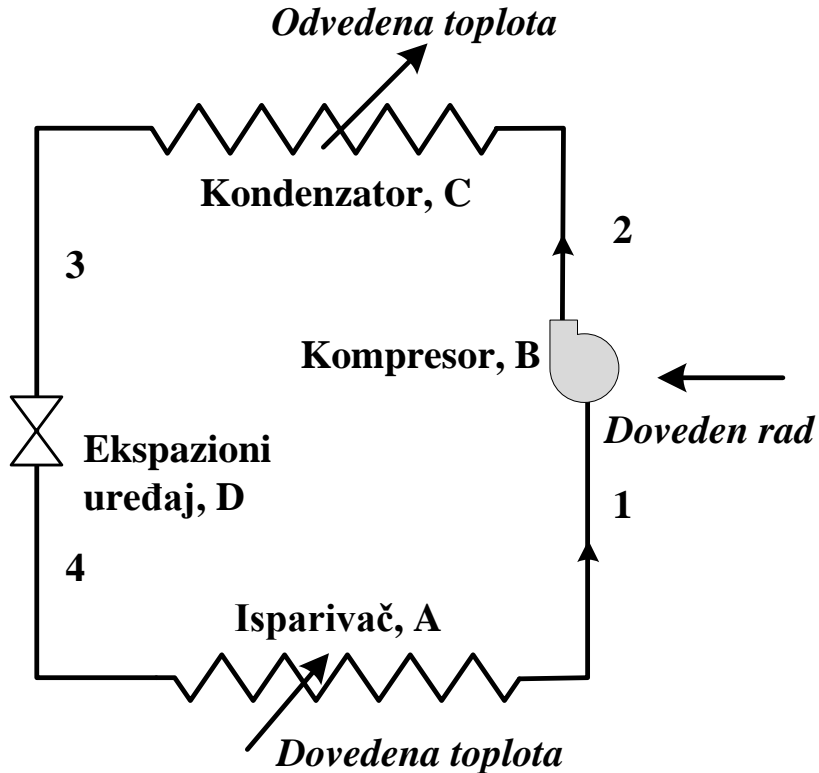 Odvedena toplota
Kondenzator, C
2
3
Kompresor, B
Doveden rad
Ekspazioni
uređaj, D
1
4
Isparivač, A
Dovedena toplota